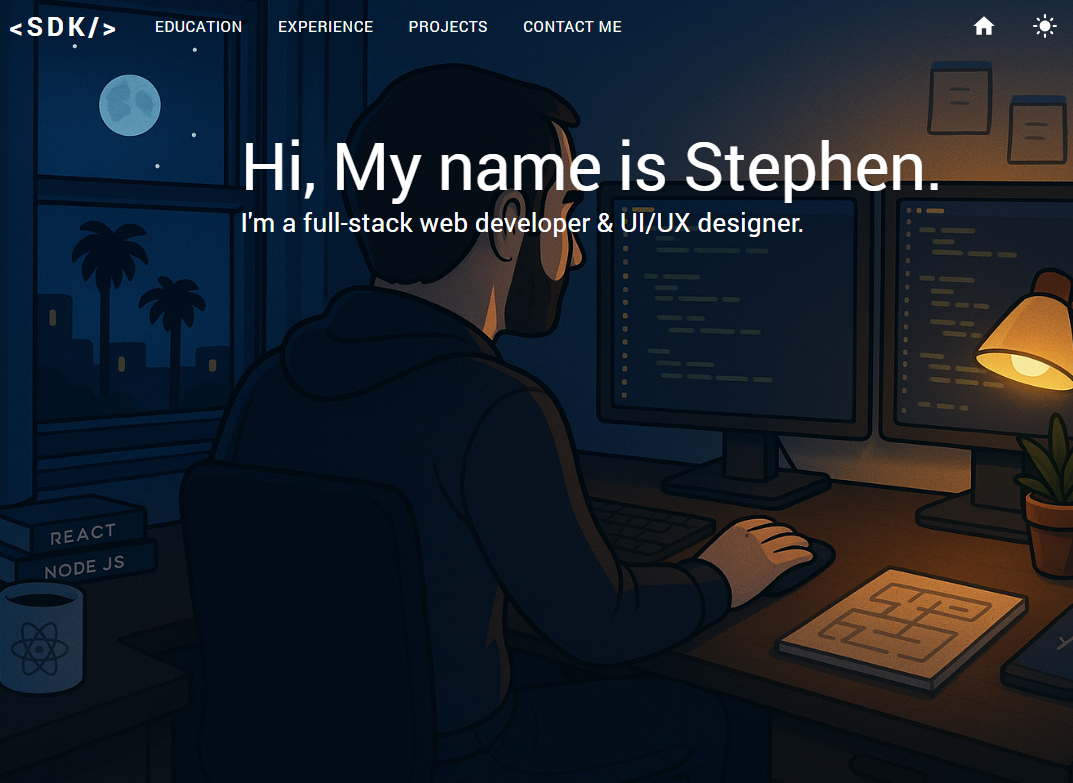 <SDK/> EDUCATION EXPERIENCE PROJECTS CONTACT ME
Hi, My name is Stephen.
I'm a full-stack web developer & UI/UX designer.
REACT
NODE JS